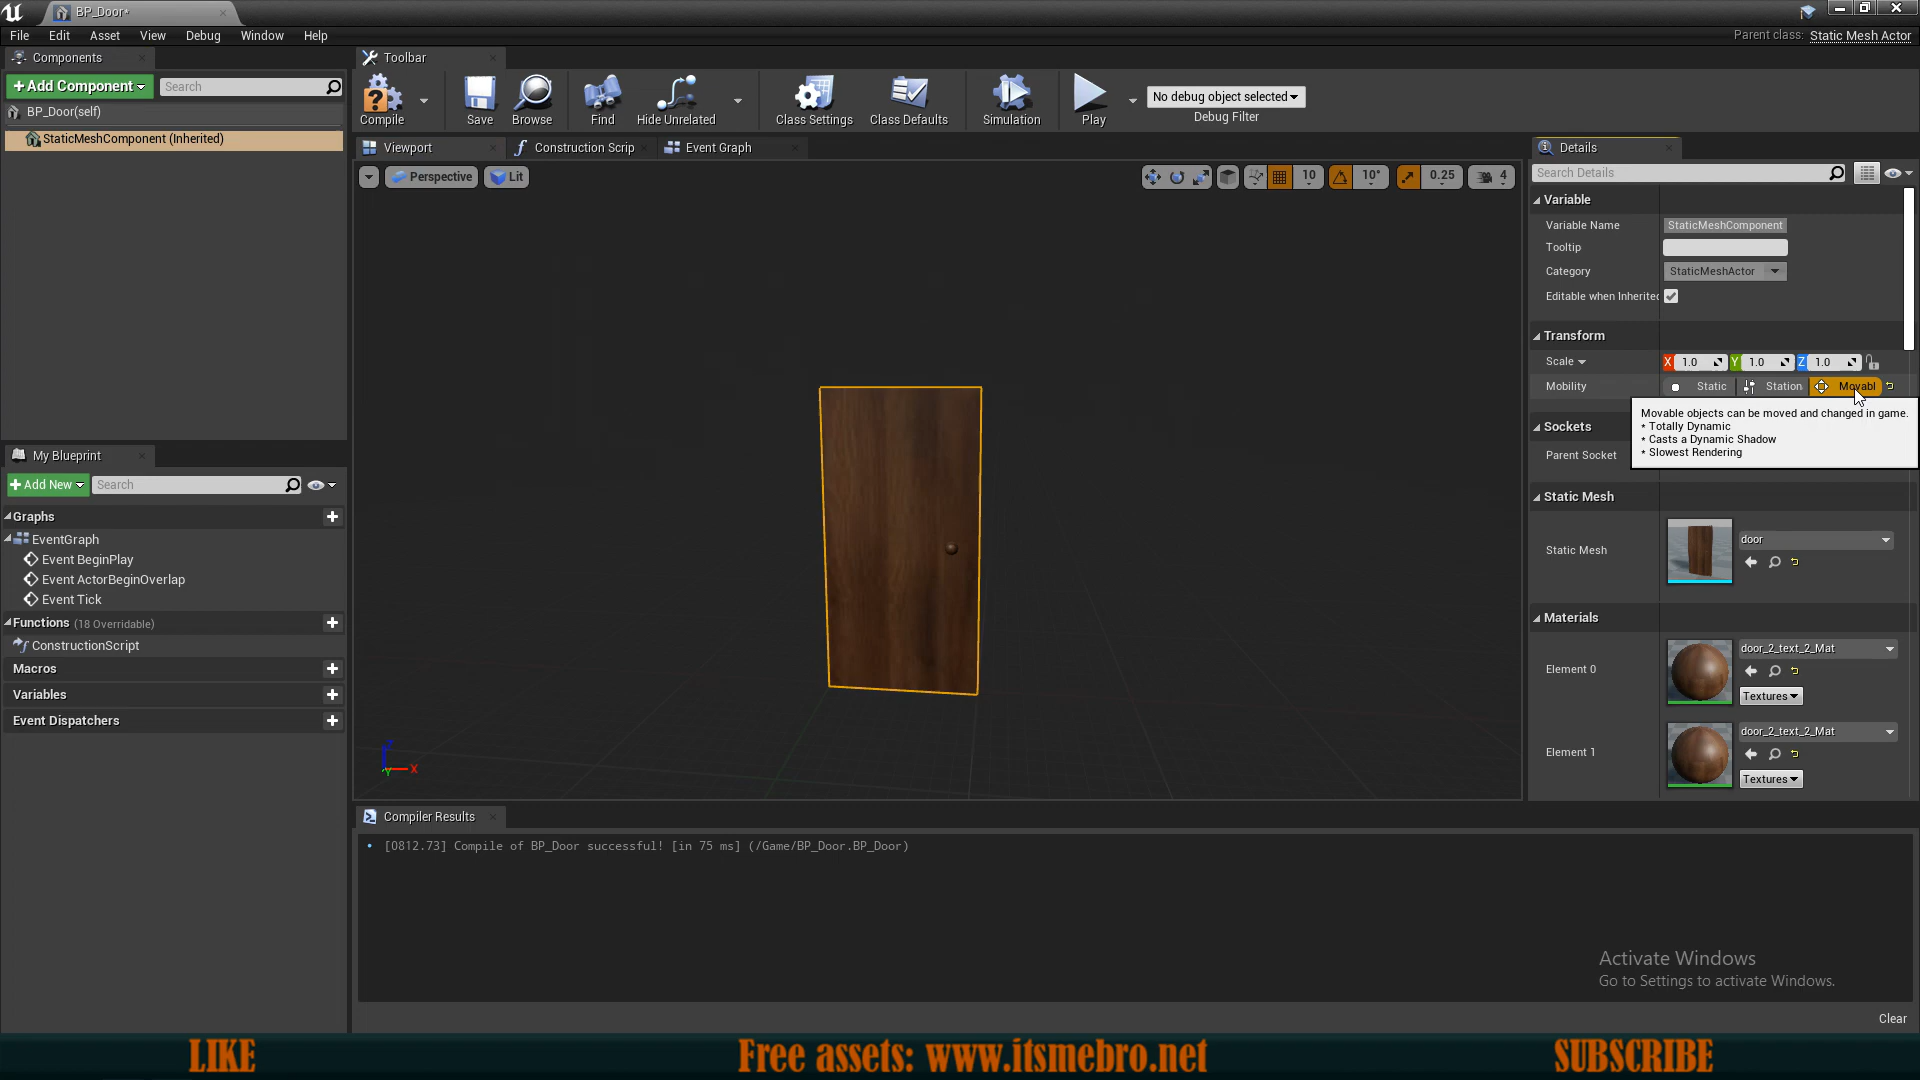 BP_Door*
File Edit Asset View Debug Window Help
Parent class: Static Mesh Actor
Components
Toolbar
+Add Component
Search
BP_Door(self)
StaticMeshComponent (Inherited)
Compile
Save
Browse
Find
Hide Unrelated
Class Settings
Class Defaults
Simulation
Play
No debug object selected
Debug Filter
Viewport
Construction Scrip
Event Graph
Perspective
Lit
10
10°
0.25
4
Details
Search Details
Variable
Variable Name StaticMeshComponent
Tooltip
Category StaticMeshActor
Editable when Inherited
Transform
Scale X 1.0 Y 1.0 Z 1.0
Mobility Static Station Movabl
Movable objects can be moved and changed in game.
* Totally Dynamic
* Casts a Dynamic Shadow
* Slowest Rendering
Sockets
Parent Socket
Static Mesh
Static Mesh door
Materials
Element 0 door_2_text_2_Mat
Textures
Element 1 door_2_text_2_Mat
Textures
My Blueprint
+Add New
Search
Graphs
EventGraph
Event BeginPlay
Event ActorBeginOverlap
Event Tick
Functions (18 Overridable)
ConstructionScript
Macros
Variables
Event Dispatchers
Z
X
Y
Compiler Results
• [0812.73] Compile of BP_Door successful! [in 75 ms] (/Game/BP_Door.BP_Door)
Activate Windows
Go to Settings to activate Windows.
Clear
LIKE
Free assets: www.itsmebro.net
SUBSCRIBE